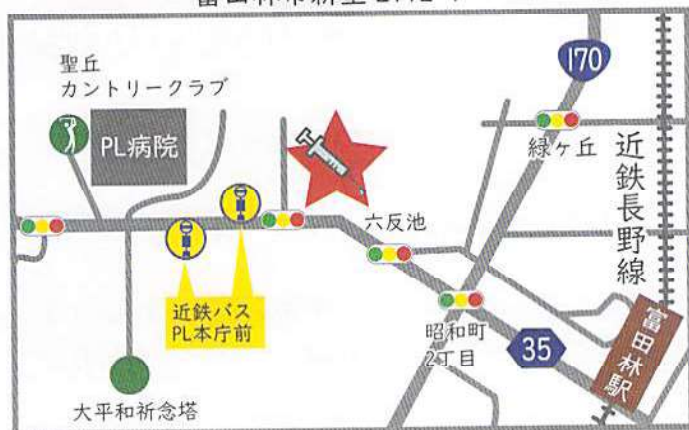 聖丘
カントリークラブ
PL病院
170
緑ヶ丘
近鉄長野線
六反池
近鉄バス
PL本庁前
昭和町
2丁目
35
富田林駅
大平和祈念塔